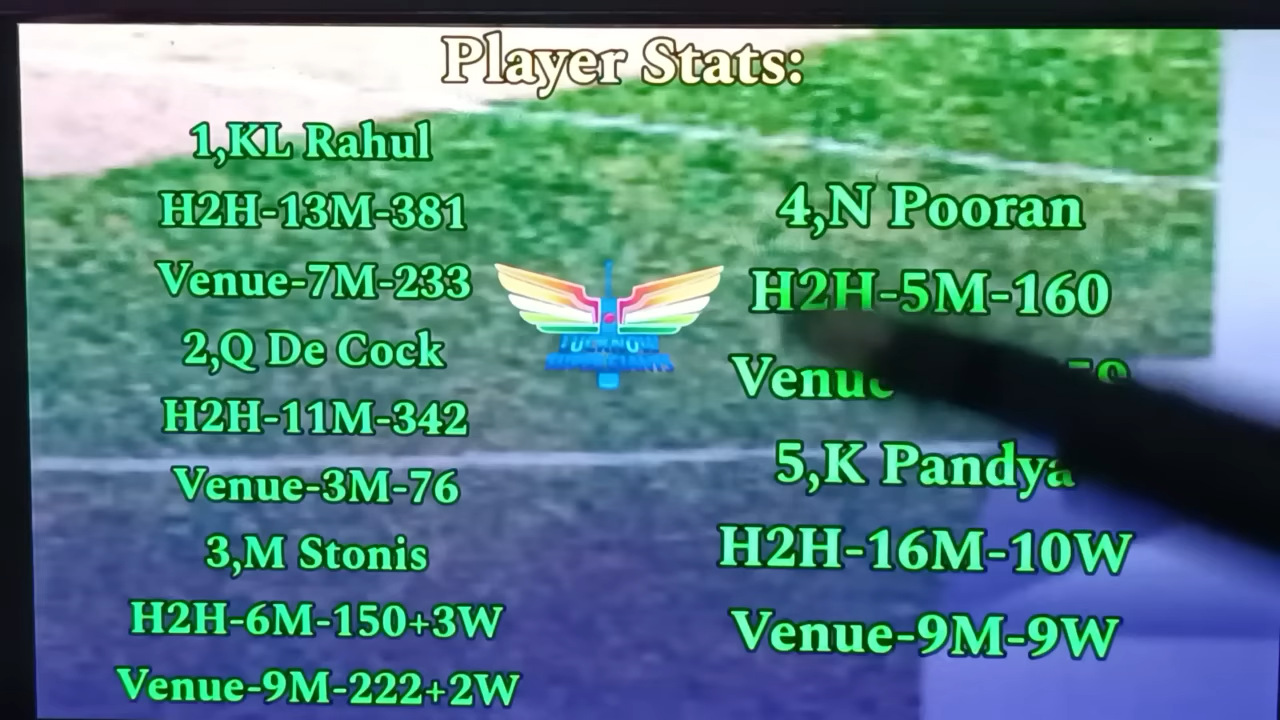 Player Stats:
1,KL Rahul
H2H-13M-381
Venue-7M-233
2,Q De Cock
H2H-11M-342
Venue-3M-76
3,M Stonis
H2H-6M-150+3W
Venue-9M-222+2W
4,N Pooran
H2H-5M-160
5,K Pandya
H2H-16M-10W
Venue-9M-9W